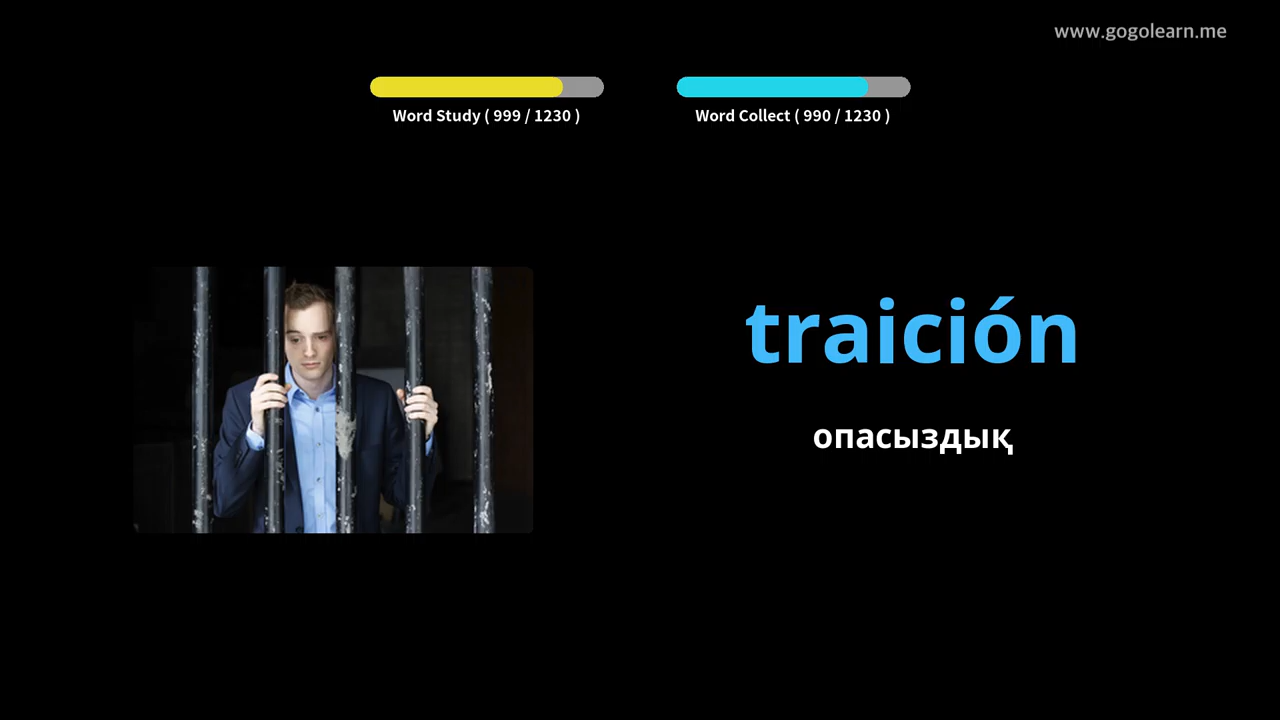 www.gogolearn.me
Word Study ( 999 / 1230 )
Word Collect ( 990 / 1230 )
traición
опасыздық